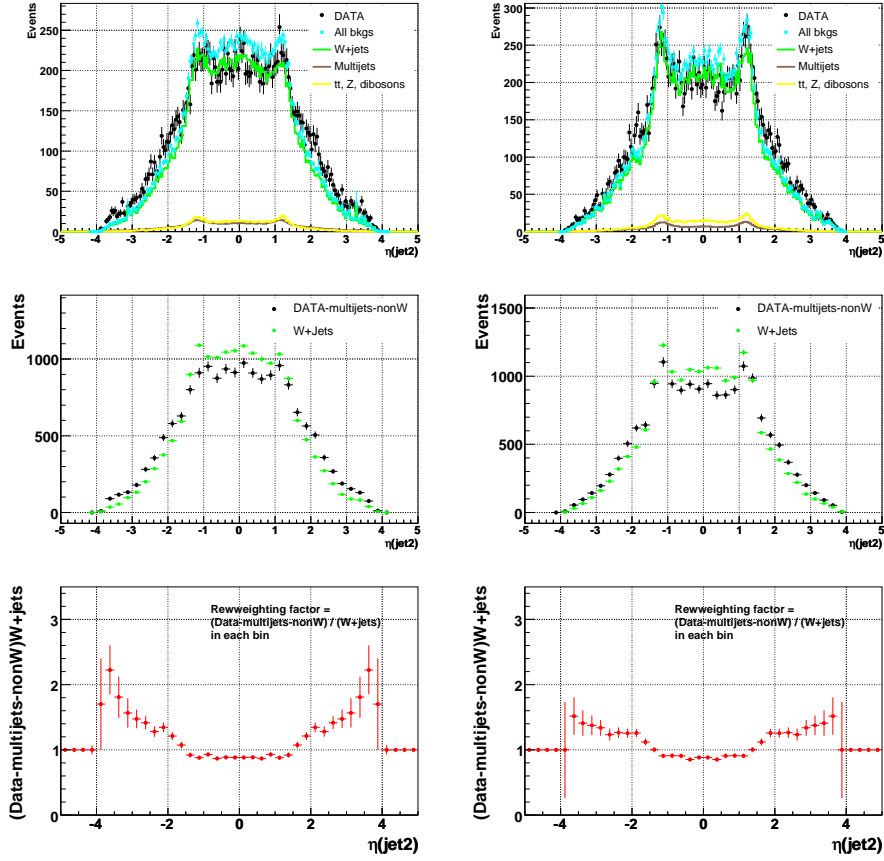 Events
300
250
200
150
100
50
0
DATA
All bkgs
W+jets
Multijets
tt, Z, dibosons
-5 -4 -3 -2 -1 0 1 2 3 4 5
η(jet2)
Events
300
250
200
150
100
50
0
DATA
All bkgs
W+jets
Multijets
tt, Z, dibosons
-5 -4 -3 -2 -1 0 1 2 3 4 5
η(jet2)
Events
1000
500
0
DATA-multijets-nonW
W+Jets
-5 -4 -3 -2 -1 0 1 2 3 4 5
η(jet2)
Events
1500
1000
500
0
DATA-multijets-nonW
W+Jets
-5 -4 -3 -2 -1 0 1 2 3 4 5
η(jet2)
(Data-multijets-nonW)W+jets
3
2
1
0
Rewweighting factor =
(Data-multijets-nonW) / (W+jets)
in each bin
-4 -2 0 2 4
η(jet2)
(Data-multijets-nonW)W+jets
3
2
1
0
Rewweighting factor =
(Data-multijets-nonW) / (W+jets)
in each bin
-4 -2 0 2 4
η(jet2)